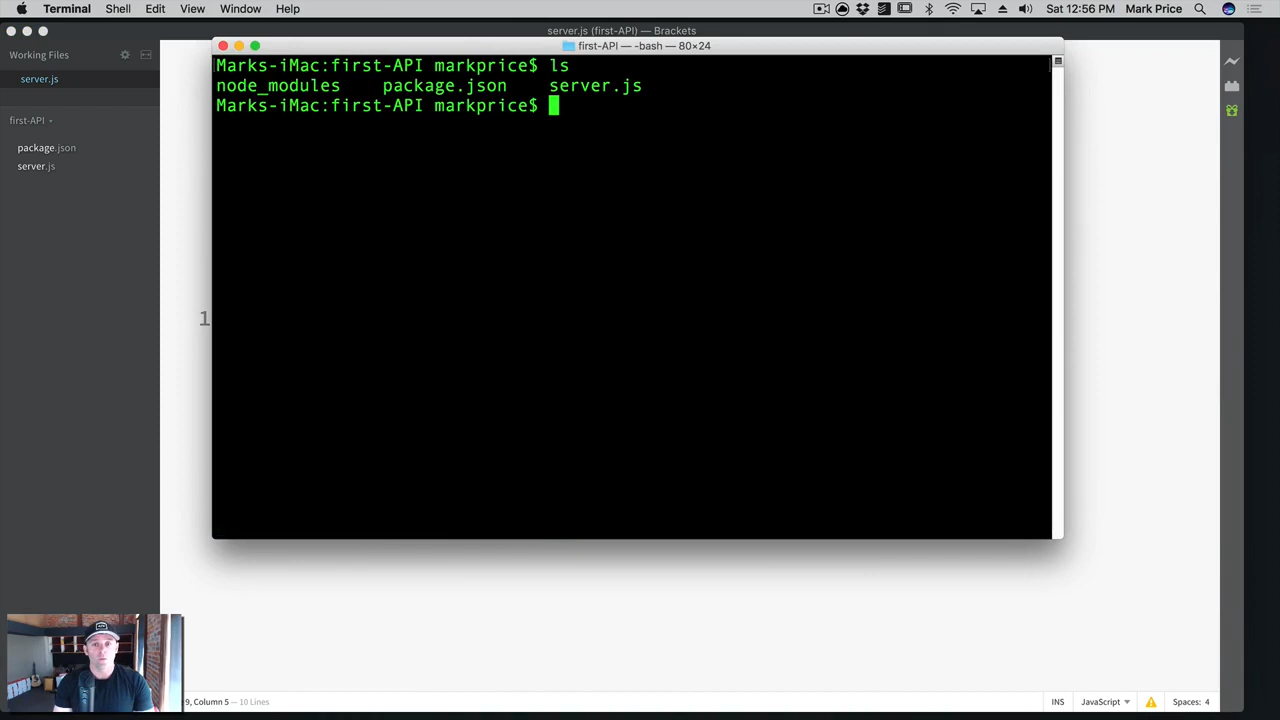 Terminal Shell Edit View Window Help Sat 12:56 PM Mark Price
server.js (first-API) — Brackets
Working Files
server.js
first-API
package.json
server.js
first-API — -bash — 80×24
Marks-iMac:first-API markprice$ ls
node_modules package.json server.js
Marks-iMac:first-API markprice$
1
9, Column 5 — 10 Lines INS JavaScript Spaces: 4